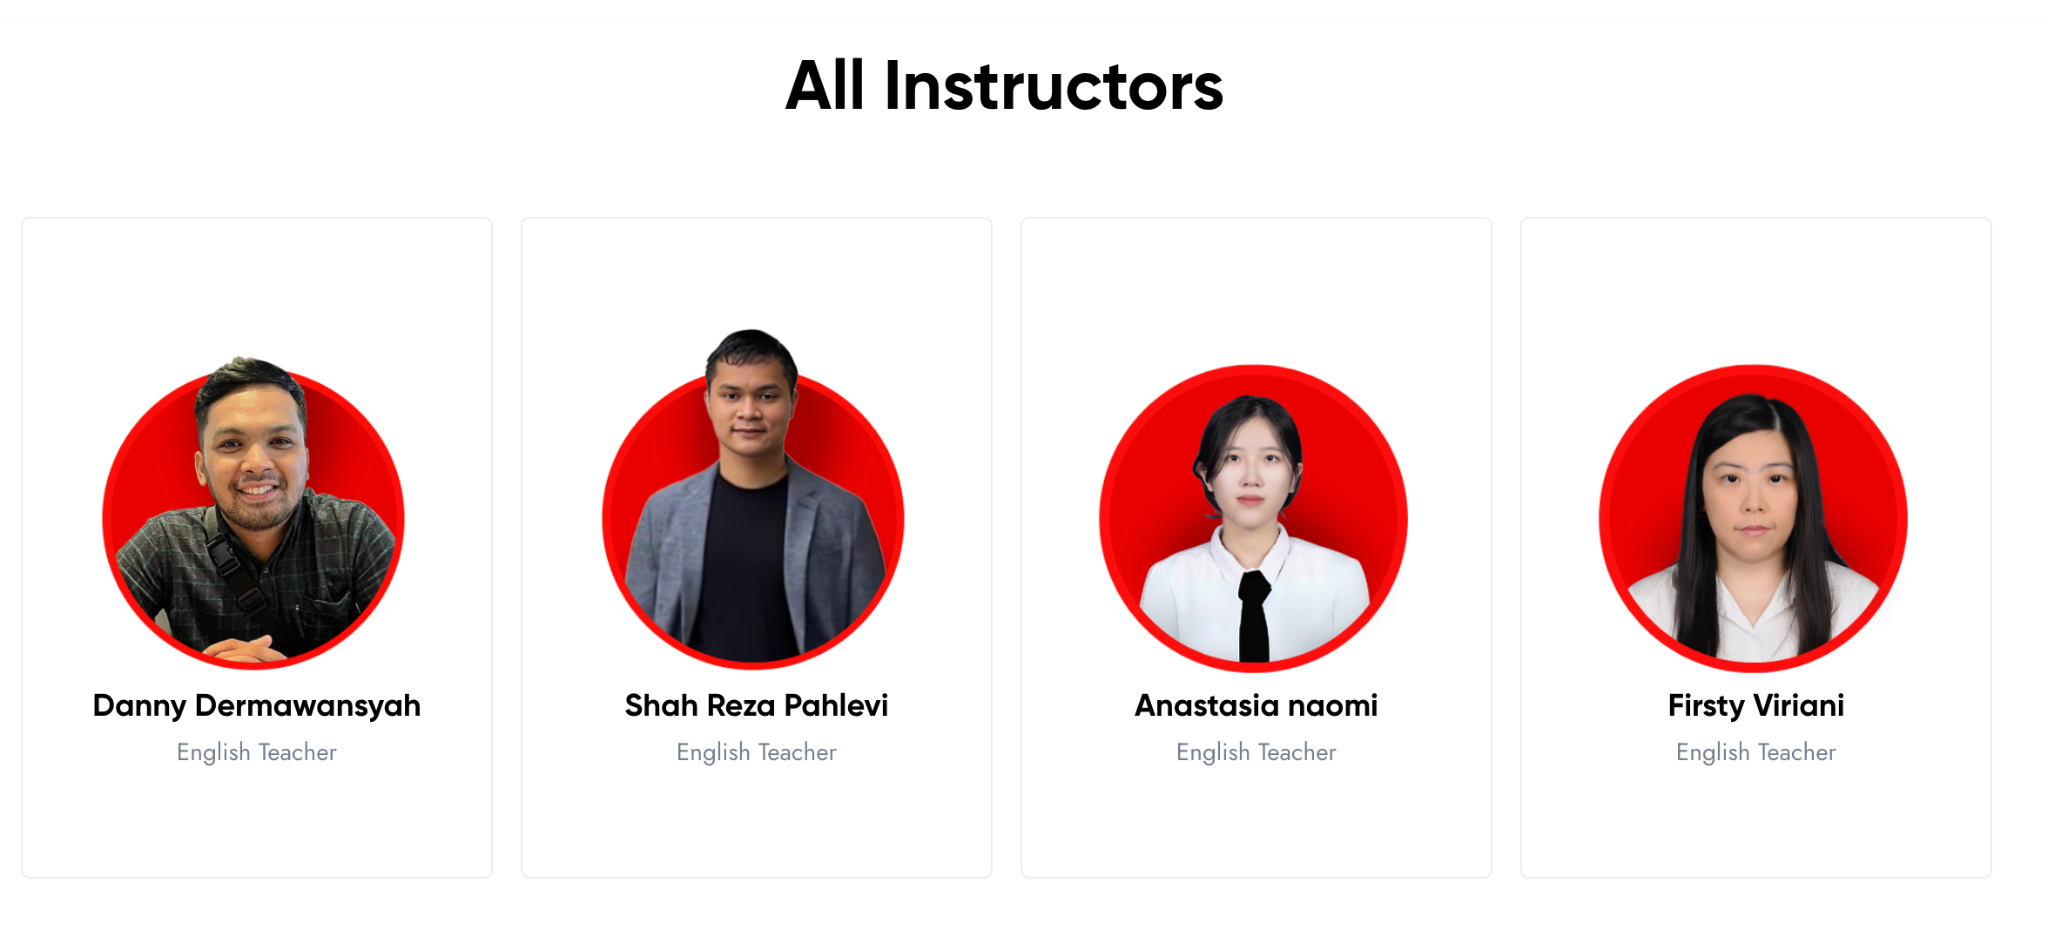 All Instructors
Danny Dermawansyah
English Teacher
Shah Reza Pahlevi
English Teacher
Anastasia naomi
English Teacher
Firsty Viriani
English Teacher